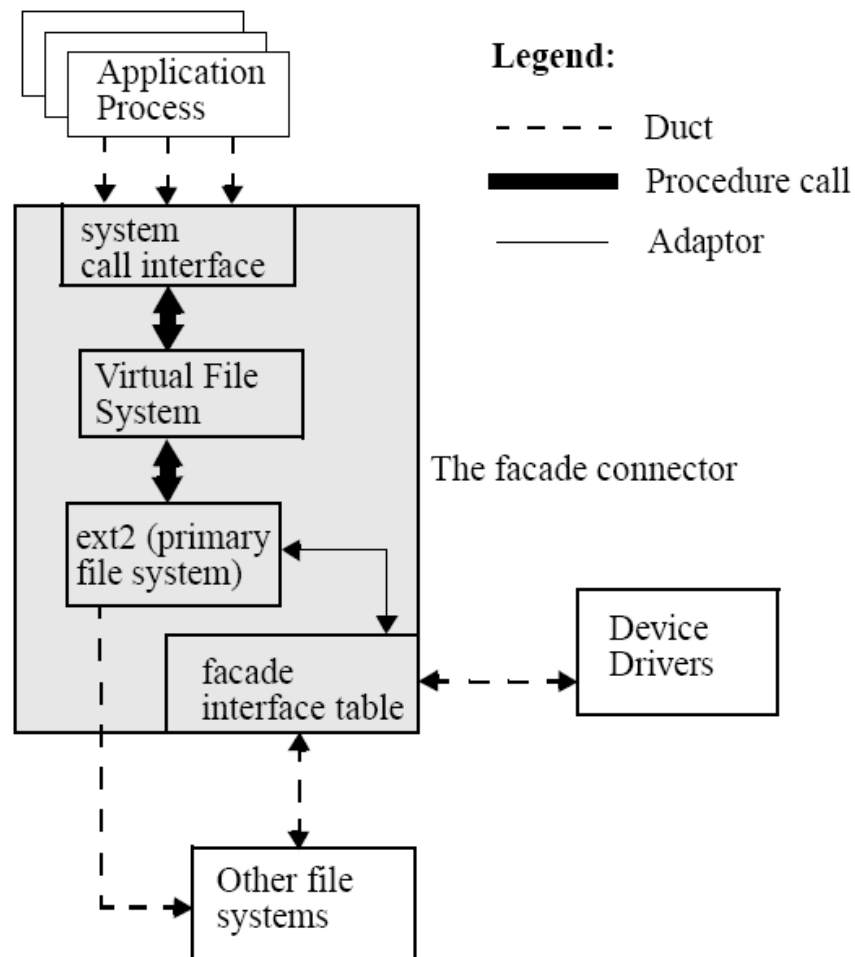 Application
Process
Legend:
Duct
Procedure call
Adaptor
system
call interface
Virtual File
System
The facade connector
ext2 (primary
file system)
Device
Drivers
facade
interface table
Other file
systems